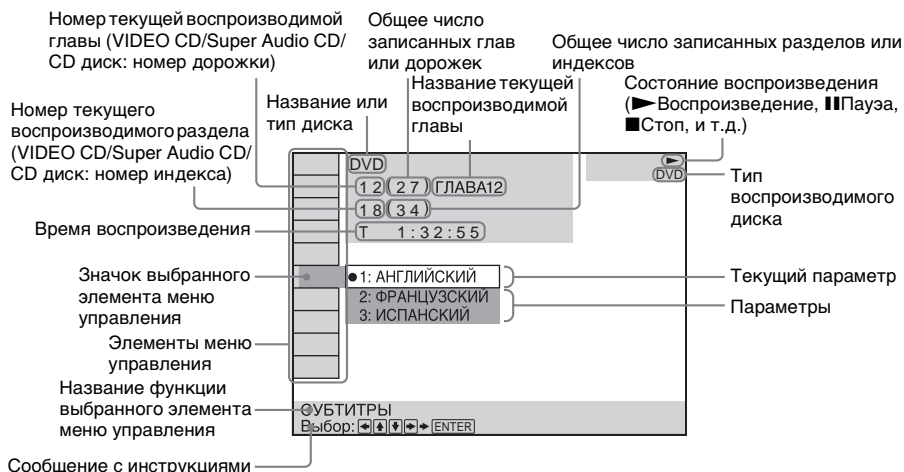 Номер текущей воспроизводимой
главы (VIDEO CD/Super Audio CD/
CD диск: номер дорожки)
Общее число
записанных глав
или дорожек
Общее число записанных разделов или
индексов
Название текущей
воспроизводимой
главы
Состояние воспроизведения
(►Воспроизведение, IIПауза,
■Стоп, и т.д.)
Название или
тип диска
Номер текущего
воспроизводимого раздела
(VIDEO CD/Super Audio CD/
CD диск: номер индекса)
Время воспроизведения
Значок выбранного
элемента меню
управления
Элементы меню
управления
Название функции
выбранного элемента
меню управления
Сообщение с инструкциями
DVD
12(27)ГЛАВА12
18(34)
T 1:32:55
►
DVD
Тип
воспроизводимого
диска
●1: АНГЛИЙСКИЙ
2: ФРАНЦУЗСКИЙ
3: ИСПАНСКИЙ
Текущий параметр
Параметры
СУБТИТРЫ
Выбор:←↑↓→→ENTER